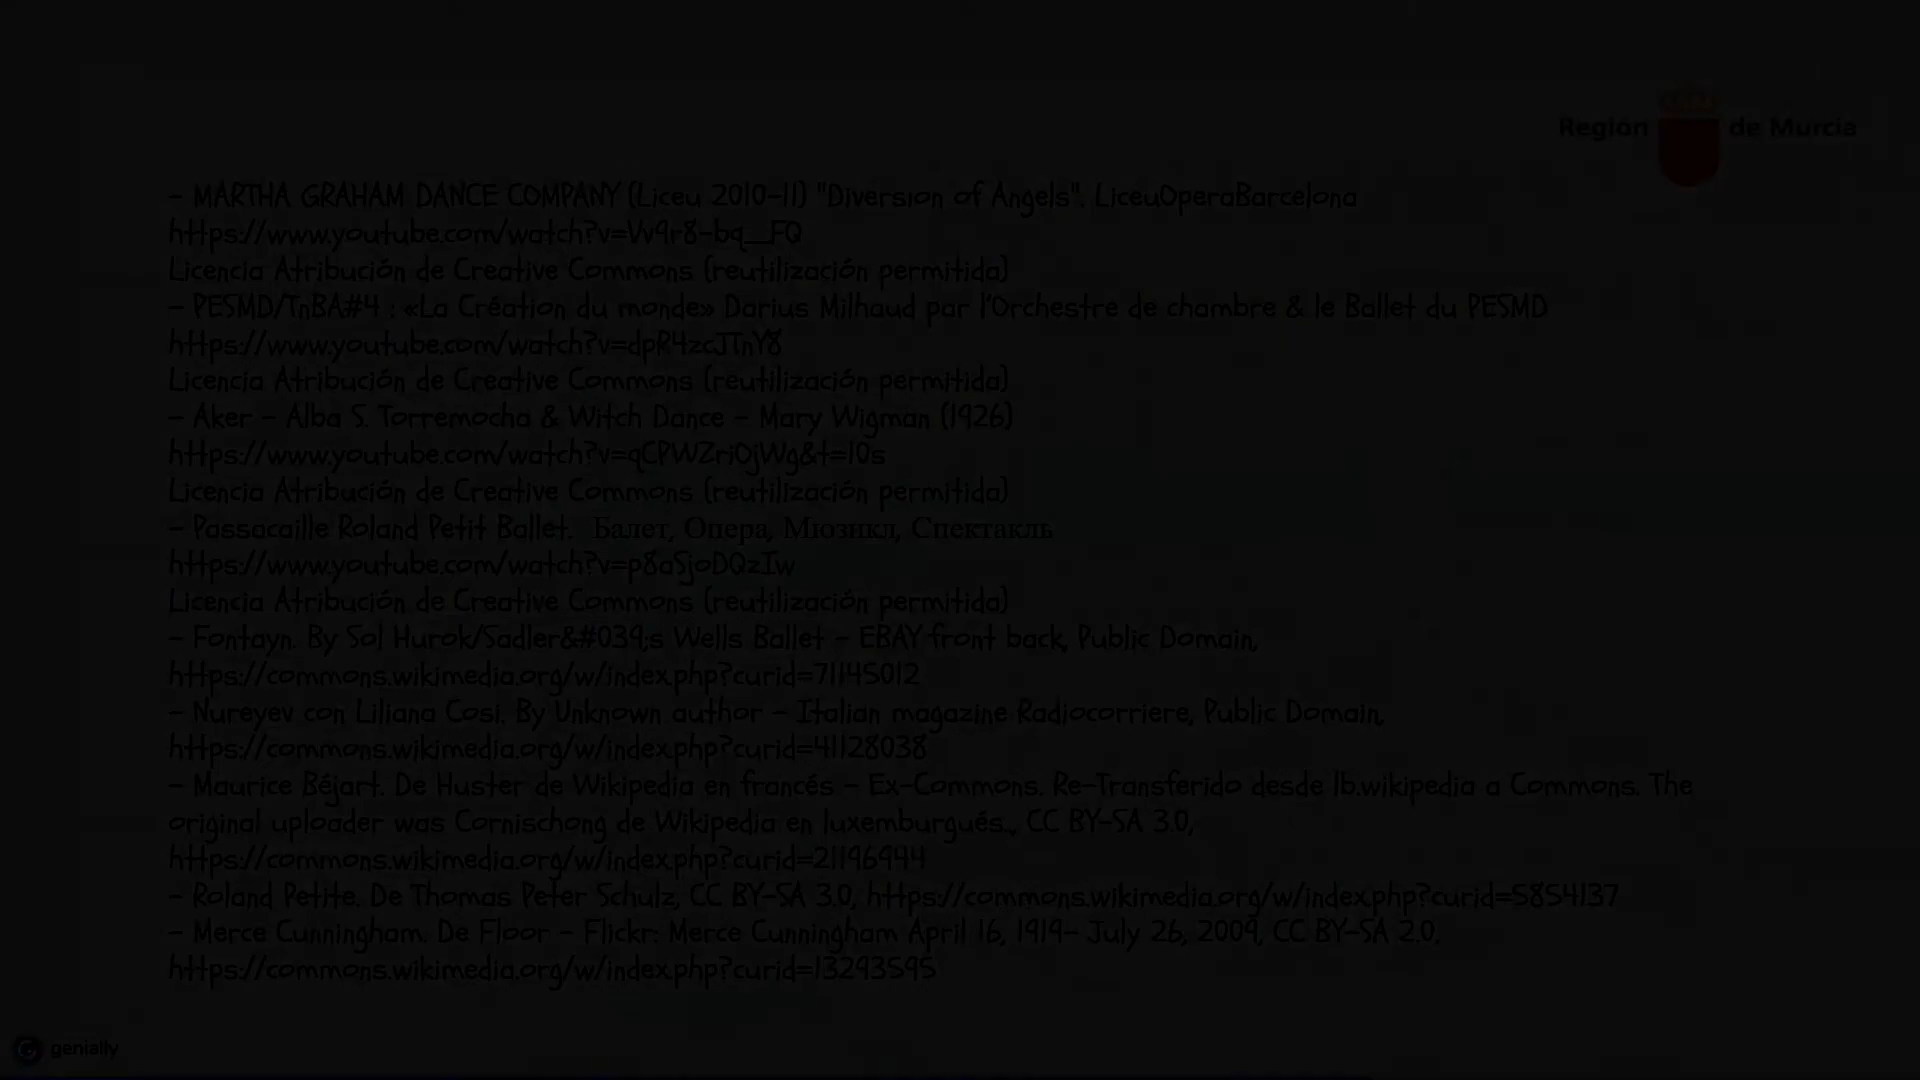 Región de Murcia
- MARTHA GRAHAM DANCE COMPANY (Liceu 2010-11) "Diversion of Angels". LiceuOperaBarcelona
https://www.youtube.com/watch?v=Vv9r8-bq__FQ
Licencia Atribución de Creative Commons (reutilización permitida)
- PESMD/TnBA#4 : «La Création du monde» Darius Milhaud par l'Orchestre de chambre & le Ballet du PESMD
https://www.youtube.com/watch?v=dpR4zcJTnY8
Licencia Atribución de Creative Commons (reutilización permitida)
- Aker - Alba S. Torremocha & Witch Dance - Mary Wigman (1926)
https://www.youtube.com/watch?v=qCPWZriOjWg&t=10s
Licencia Atribución de Creative Commons (reutilización permitida)
- Passacaille Roland Petit Ballet. Балет, Опера, Мюзикл, Спектакль
https://www.youtube.com/watch?v=p8aSjoDQzIw
Licencia Atribución de Creative Commons (reutilización permitida)
- Fontayn. By Sol Hurok/Sadler&#039;s Wells Ballet - EBAY front back, Public Domain,
https://commons.wikimedia.org/w/index.php?curid=71145012
- Nureyev con Liliana Cosi. By Unknown author - Italian magazine Radiocorriere, Public Domain,
https://commons.wikimedia.org/w/index.php?curid=41128038
- Maurice Béjart. De Huster de Wikipedia en francés - Ex-Commons. Re-Transferido desde lb.wikipedia a Commons. The
original uploader was Cornischong de Wikipedia en luxemburgués., CC BY-SA 3.0,
https://commons.wikimedia.org/w/index.php?curid=21196944
- Roland Petite. De Thomas Peter Schulz, CC BY-SA 3.0, https://commons.wikimedia.org/w/index.php?curid=5854137
- Merce Cunningham. De Floor - Flickr: Merce Cunningham April 16, 1919- July 26, 2009, CC BY-SA 2.0,
https://commons.wikimedia.org/w/index.php?curid=13293595
genially